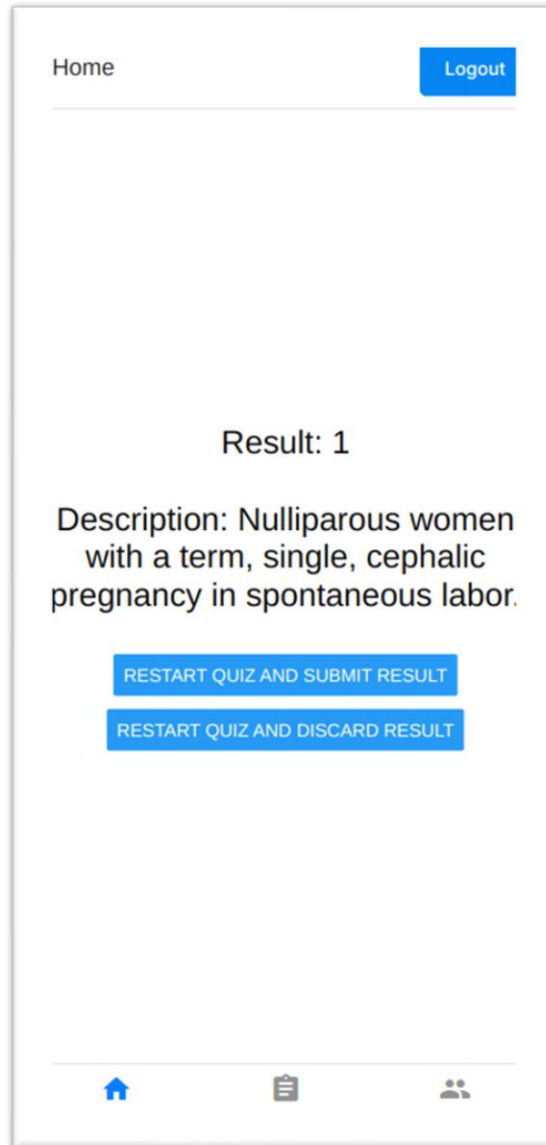 Home
Logout
Result: 1
Description: Nulliparous women
with a term, single, cephalic
pregnancy in spontaneous labor.
RESTART QUIZ AND SUBMIT RESULT
RESTART QUIZ AND DISCARD RESULT